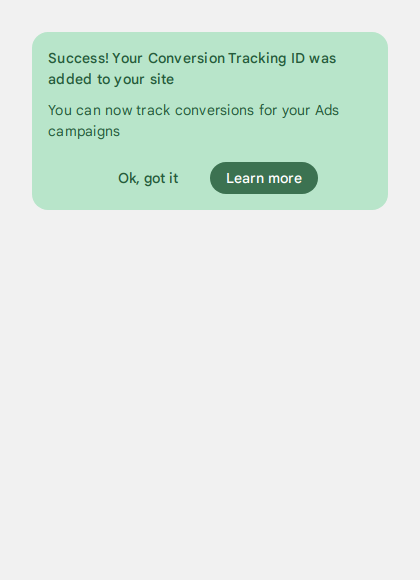 Success! Your Conversion Tracking ID was
added to your site
You can now track conversions for your Ads
campaigns
Ok, got it
Learn more